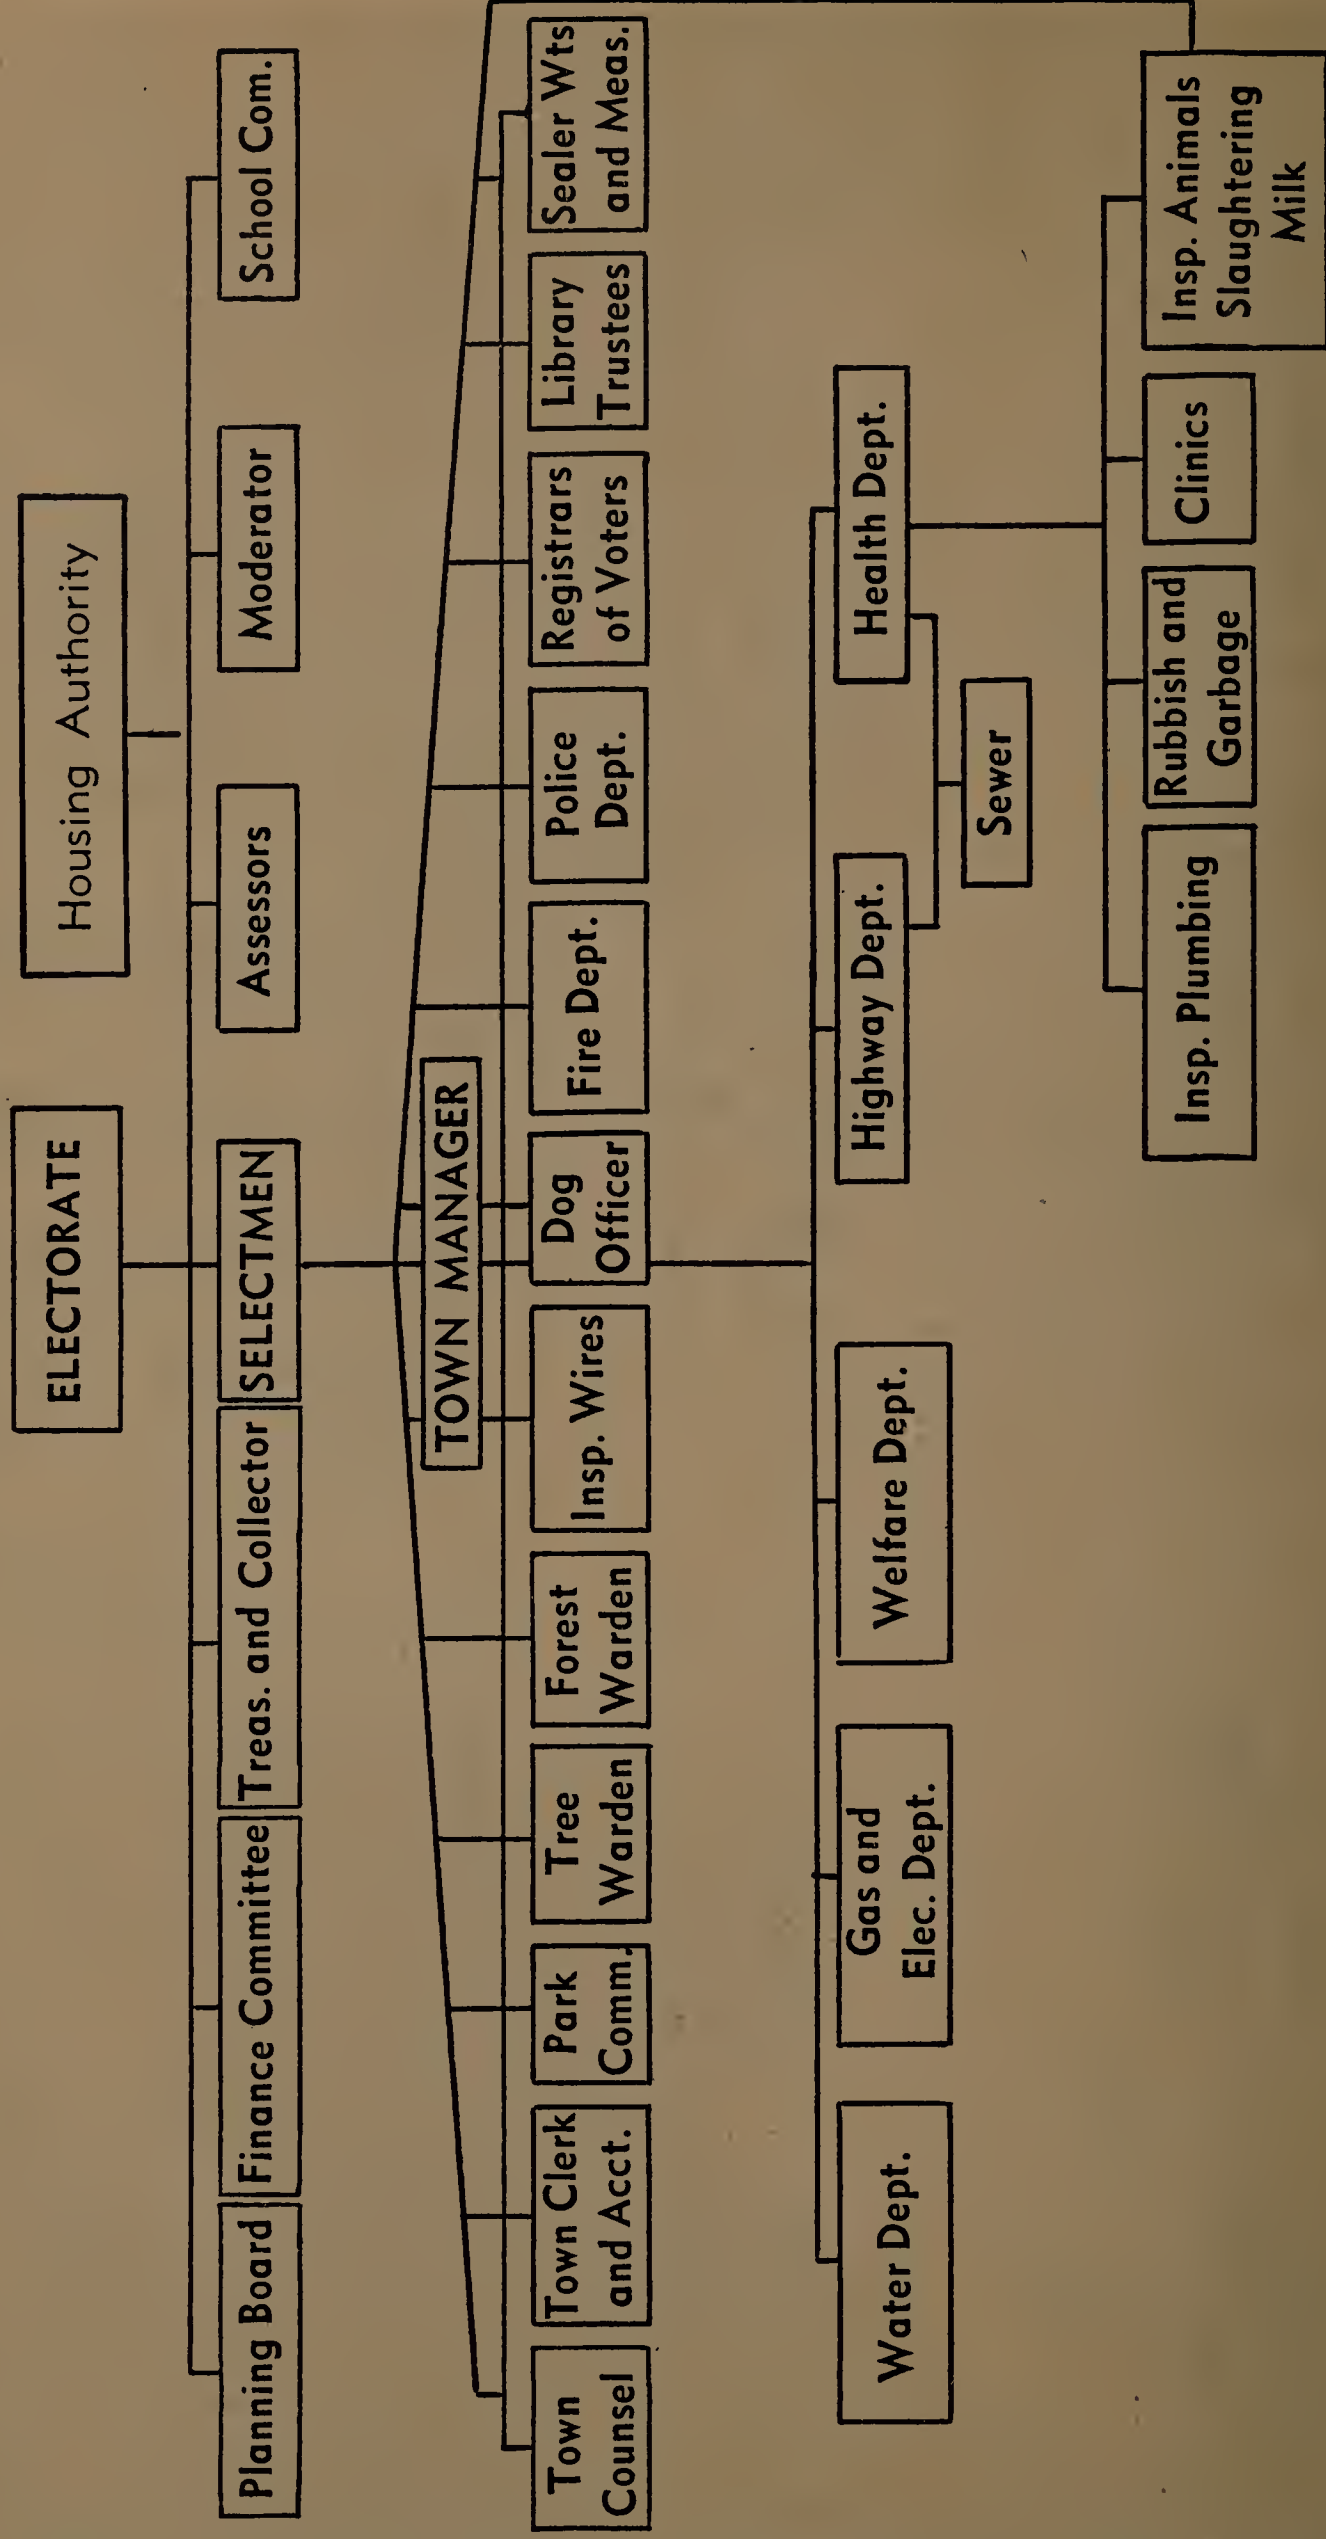 ELECTORATE
Housing Authority
Planning Board
Finance Committee
Treas. and Collector
SELECTMEN
Assessors
Moderator
School Com.
TOWN MANAGER
Town
Counsel
Town Clerk
and Acct.
Park
Comm.
Tree
Warden
Forest
Warden
Insp. Wires
Dog
Officer
Fire Dept.
Police
Dept.
Registrars
of Voters
Library
Trustees
Sealer Wts
and Meas.
Water Dept.
Gas and
Elec. Dept.
Welfare Dept.
Highway Dept.
Health Dept.
Sewer
Insp. Plumbing
Rubbish and
Garbage
Clinics
Insp. Animals
Slaughtering
Milk